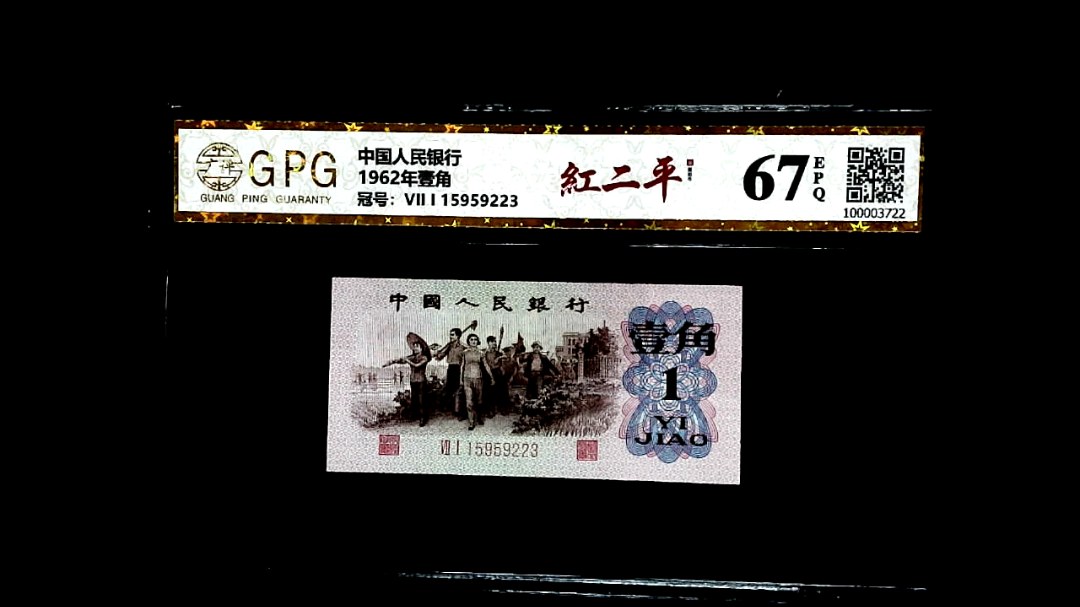 GPG
GUANG PING GUARANTY
中国人民银行
1962年壹角
冠号：VII I 15959223
紅二平
67
EPQ
100003722
中國人民銀行
壹角
1
YI
JIAO
VII I 15959223